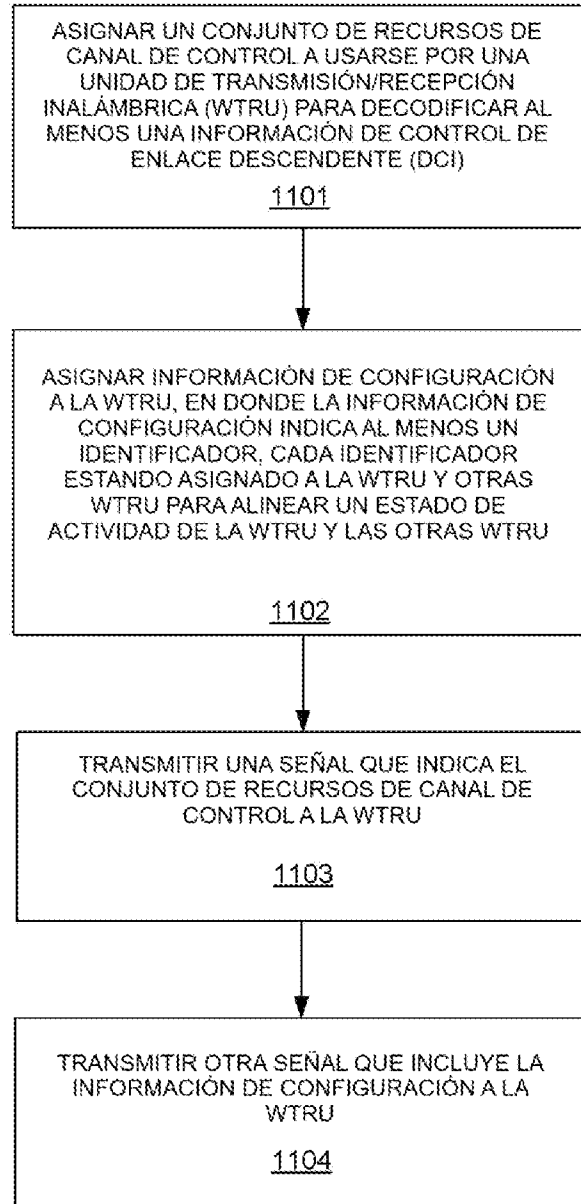 ASIGNAR UN CONJUNTO DE RECURSOS DE
CANAL DE CONTROL A USARSE POR UNA
UNIDAD DE TRANSMISIÓN/RECEPCIÓN
INALÁMBRICA (WTRU) PARA DECODIFICAR AL
MENOS UNA INFORMACIÓN DE CONTROL DE
ENLACE DESCENDENTE (DCI)
1101
ASIGNAR INFORMACIÓN DE CONFIGURACIÓN
A LA WTRU, EN DONDE LA INFORMACIÓN DE
CONFIGURACIÓN INDICA AL MENOS UN
IDENTIFICADOR, CADA IDENTIFICADOR
ESTANDO ASIGNADO A LA WTRU Y OTRAS
WTRU PARA ALINEAR UN ESTADO DE
ACTIVIDAD DE LA WTRU Y LAS OTRAS WTRU
1102
TRANSMITIR UNA SEÑAL QUE INDICA EL
CONJUNTO DE RECURSOS DE CANAL DE
CONTROL A LA WTRU
1103
TRANSMITIR OTRA SEÑAL QUE INCLUYE LA
INFORMACIÓN DE CONFIGURACIÓN A LA
WTRU
1104